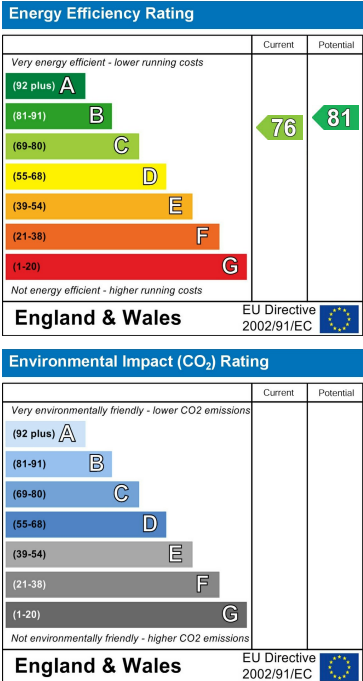 Energy Efficiency Rating
Current Potential
Very energy efficient - lower running costs
(92 plus) A
(81-91) B
(69-80) C
(55-68) D
(39-54) E
(21-38) F
(1-20) G
76
81
Not energy efficient - higher running costs
England & Wales
EU Directive
2002/91/EC
Environmental Impact (CO₂) Rating
Current Potential
Very environmentally friendly - lower CO2 emissions
(92 plus) A
(81-91) B
(69-80) C
(55-68) D
(39-54) E
(21-38) F
(1-20) G
Not environmentally friendly - higher CO2 emissions
England & Wales
EU Directive
2002/91/EC